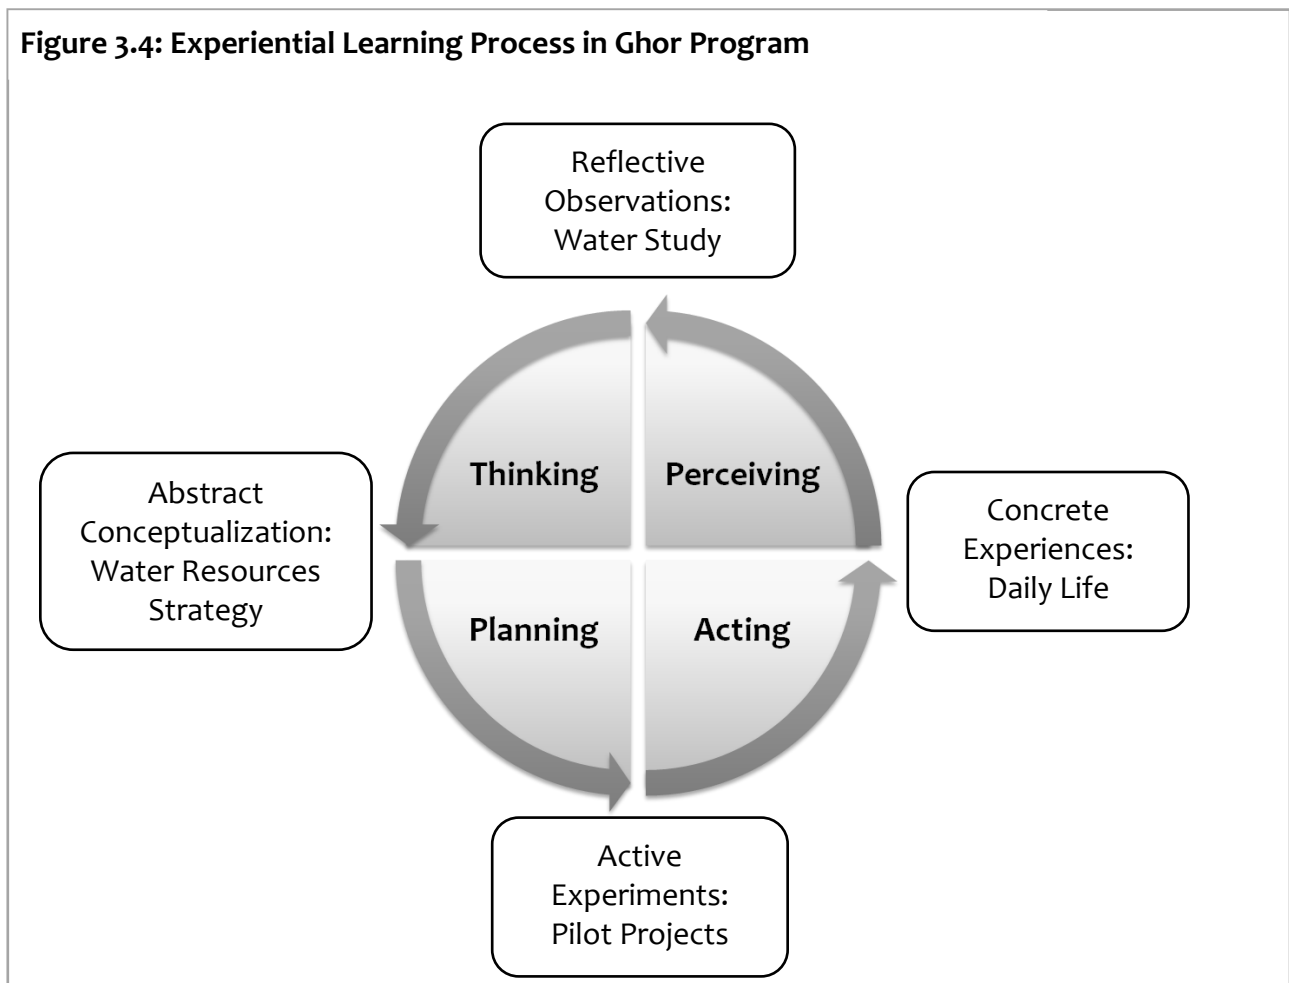 Figure 3.4: Experiential Learning Process in Ghor Program
Reflective
Observations:
Water Study
Thinking
Perceiving
Abstract
Conceptualization:
Water Resources
Strategy
Concrete
Experiences:
Daily Life
Planning
Acting
Active
Experiments:
Pilot Projects